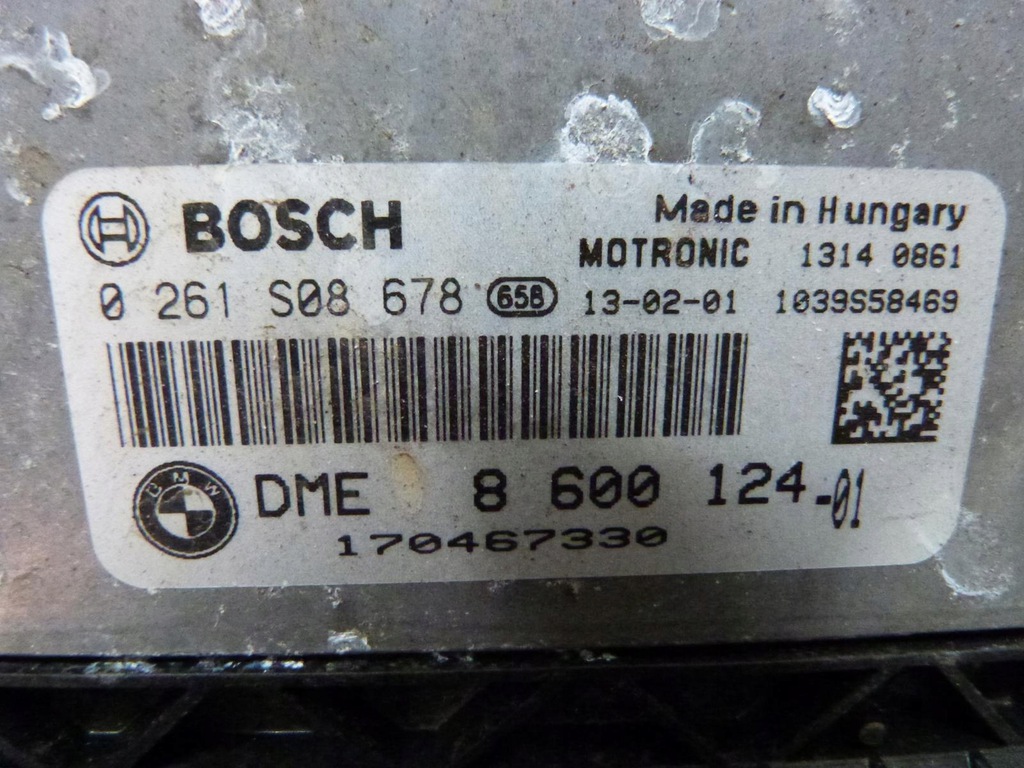 BOSCH
Made in Hungary
MOTRONIC 1314 0861
0 261 S08 678 658 13-02-01 1039S58469
BMW DME 8 600 124-01
170467330